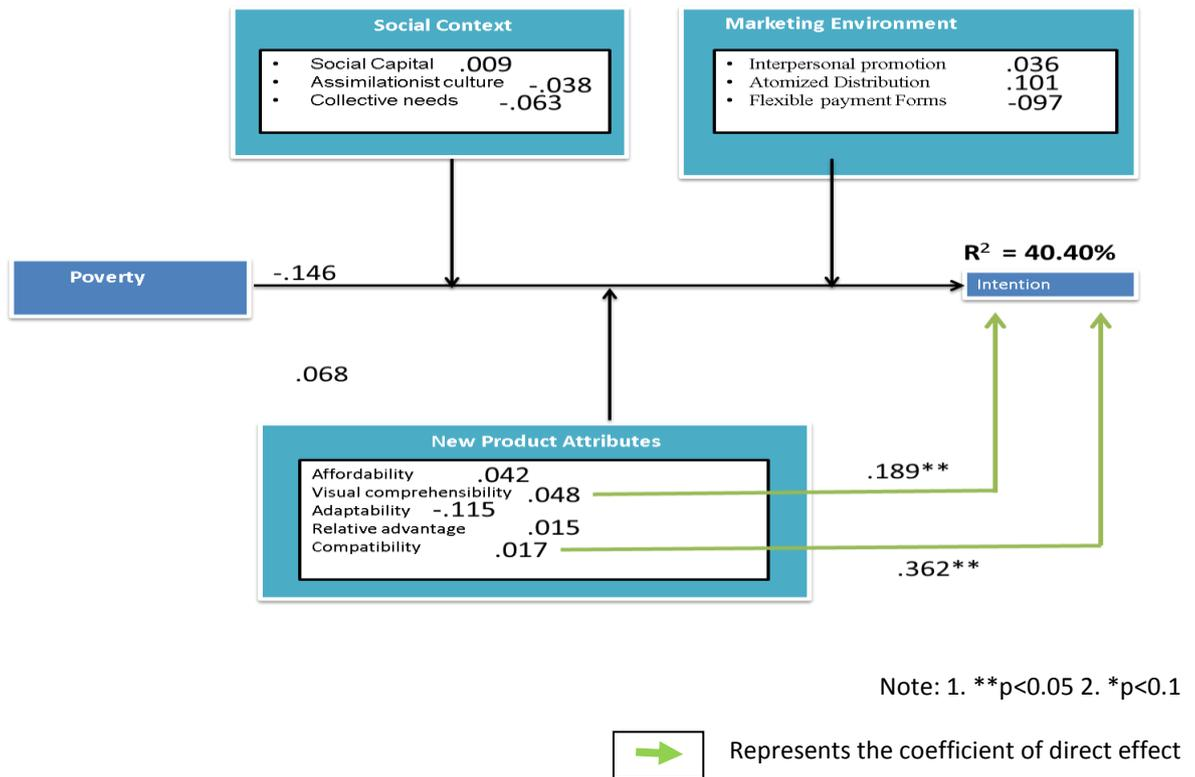 Social Context
• Social Capital .009
• Assimilationist culture -.038
• Collective needs -.063
Marketing Environment
• Interpersonal promotion .036
• Atomized Distribution .101
• Flexible payment Forms -097
Poverty
-.146
R² = 40.40%
Intention
.068
New Product Attributes
Affordability .042
Visual comprehensibility .048
Adaptability -.115
Relative advantage .015
Compatibility .017
.189**
.362**
Note: 1. **p<0.05 2. *p<0.1
Represents the coefficient of direct effect